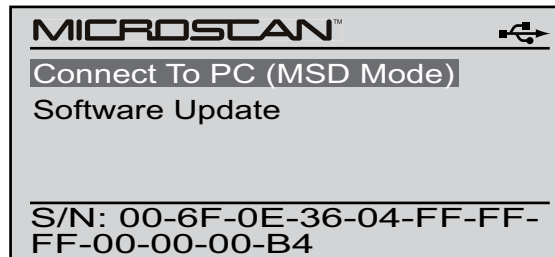 MICROSCAN™
Connect To PC (MSD Mode)
Software Update
S/N: 00-6F-0E-36-04-FF-FF-
FF-00-00-00-B4